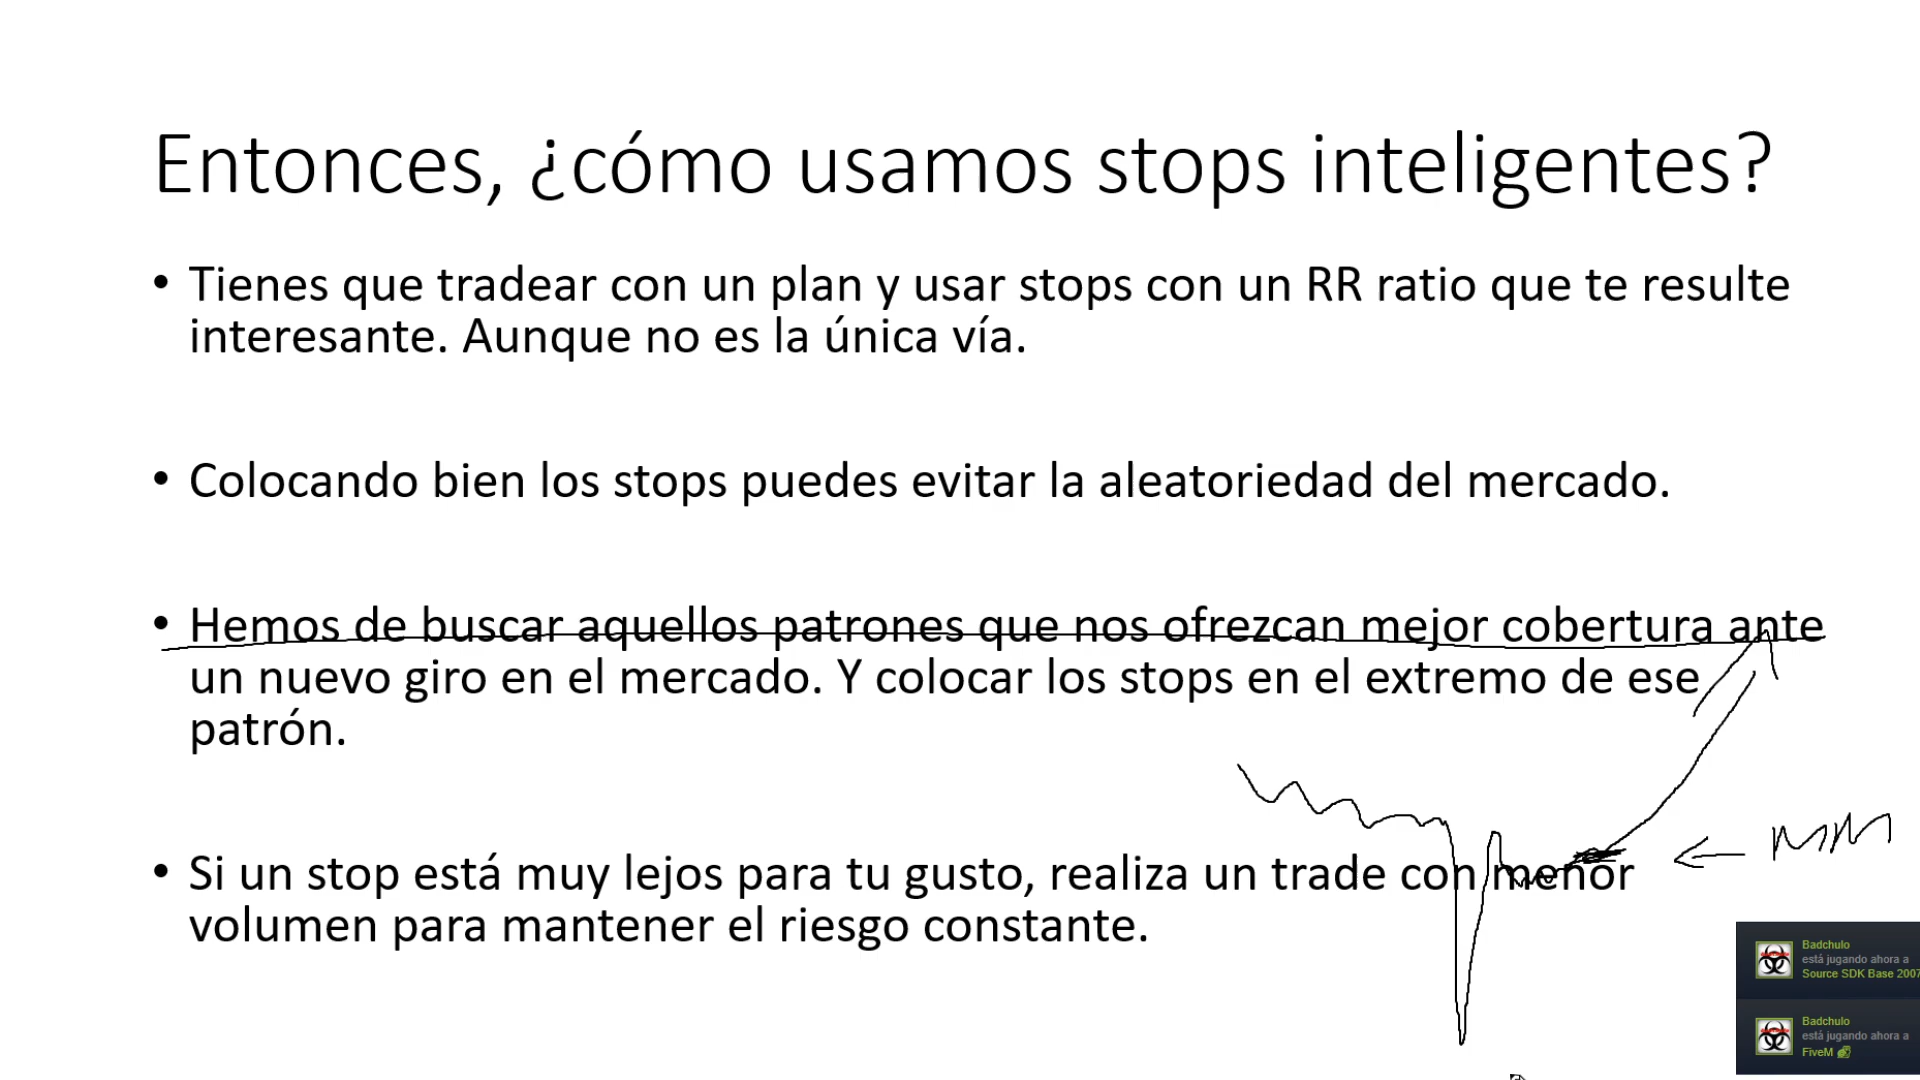 Entonces, ¿cómo usamos stops inteligentes?
• Tienes que tradear con un plan y usar stops con un RR ratio que te resulte
interesante. Aunque no es la única vía.
• Colocando bien los stops puedes evitar la aleatoriedad del mercado.
• Hemos de buscar aquellos patrones que nos ofrezcan mejor cobertura ante
un nuevo giro en el mercado. Y colocar los stops en el extremo de ese
patrón.
MM
• Si un stop está muy lejos para tu gusto, realiza un trade con menor
volumen para mantener el riesgo constante.
Badchulo
está jugando ahora a
Source SDK Base 2007
Badchulo
está jugando ahora a
FiveM